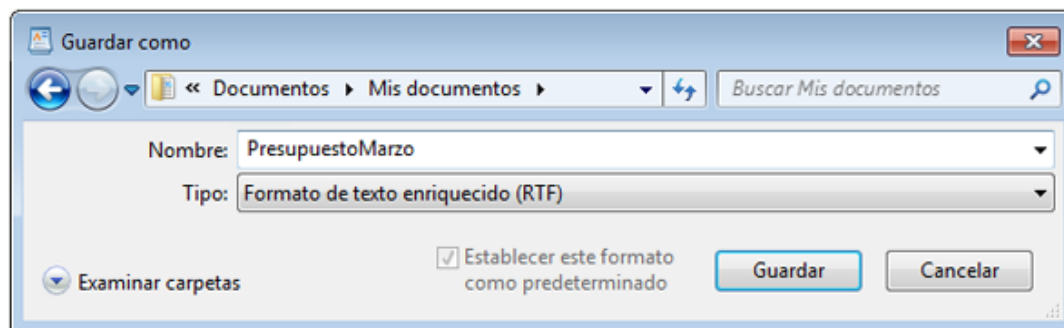 Guardar como
« Documentos ▸ Mis documentos ▸ Buscar Mis documentos
Nombre: PresupuestoMarzo
Tipo: Formato de texto enriquecido (RTF)
Establecer este formato
como predeterminado
Guardar Cancelar
Examinar carpetas